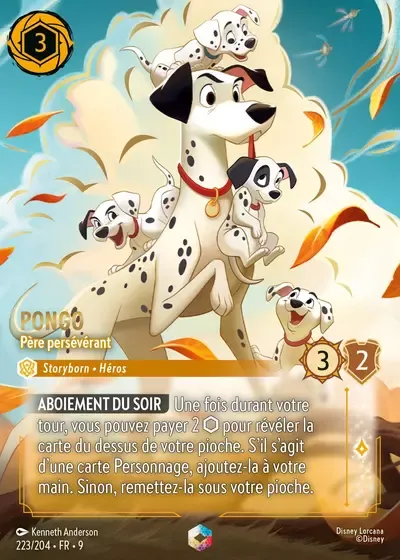 3
PONGO
Père persévérant
Storyborn • Héros
3
2
ABOIEMENT DU SOIR Une fois durant votre
tour, vous pouvez payer 2 ⬡ pour révéler la
carte du dessus de votre pioche. S'il s'agit
d'une carte Personnage, ajoutez-la à votre
main. Sinon, remettez-la sous votre pioche.
Kenneth Anderson
223/204 • FR • 9
Disney Lorcana
©Disney